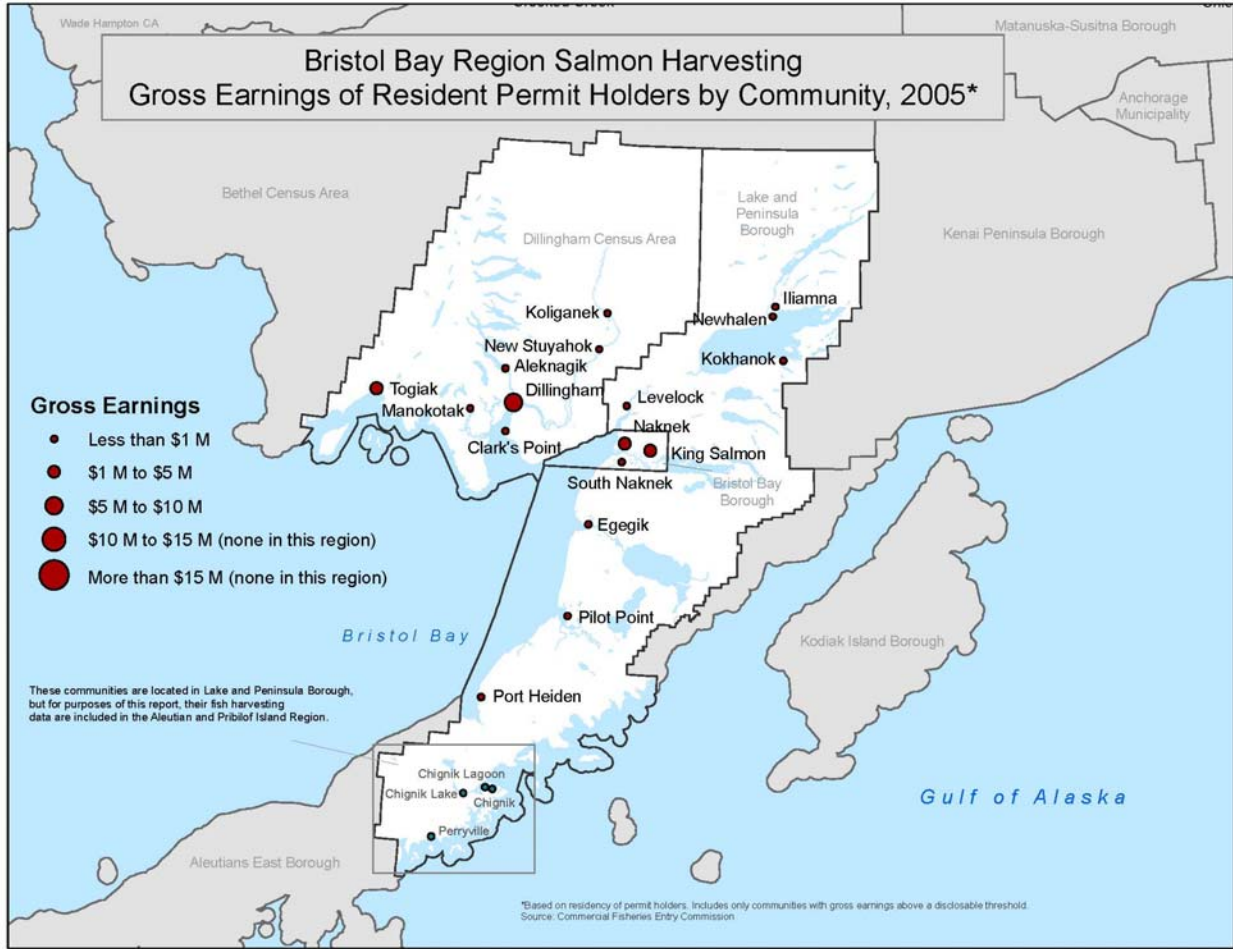 Wade Hampton CA
Matanuska-Susitna Borough
Bristol Bay Region Salmon Harvesting
Gross Earnings of Resident Permit Holders by Community, 2005*
Anchorage
Municipality
Bethel Census Area
Lake and
Peninsula
Borough
Dillingham Census Area
Kenai Peninsula Borough
Iliamna
Koliganek
Newhalen
New Stuyahok
Kokhanok
Aleknagik
Togiak
Dillingham
Manokotak
Levelock
Naknek
Clark's Point
King Salmon
South Naknek
Bristol Bay
Borough
Egegik
Gross Earnings
Less than $1 M
$1 M to $5 M
$5 M to $10 M
$10 M to $15 M (none in this region)
More than $15 M (none in this region)
Pilot Point
Bristol Bay
Kodiak Island Borough
These communities are located in Lake and Peninsula Borough,
but for purposes of this report, their fish harvesting
data are included in the Aleutian and Pribilof Island Region.
Port Heiden
Chignik Lagoon
Chignik Lake
Chignik
Gulf of Alaska
Perryville
Aleutians East Borough
*Based on residency of permit holders. Includes only communities with gross earnings above a disclosable threshold.
Source: Commercial Fisheries Entry Commission